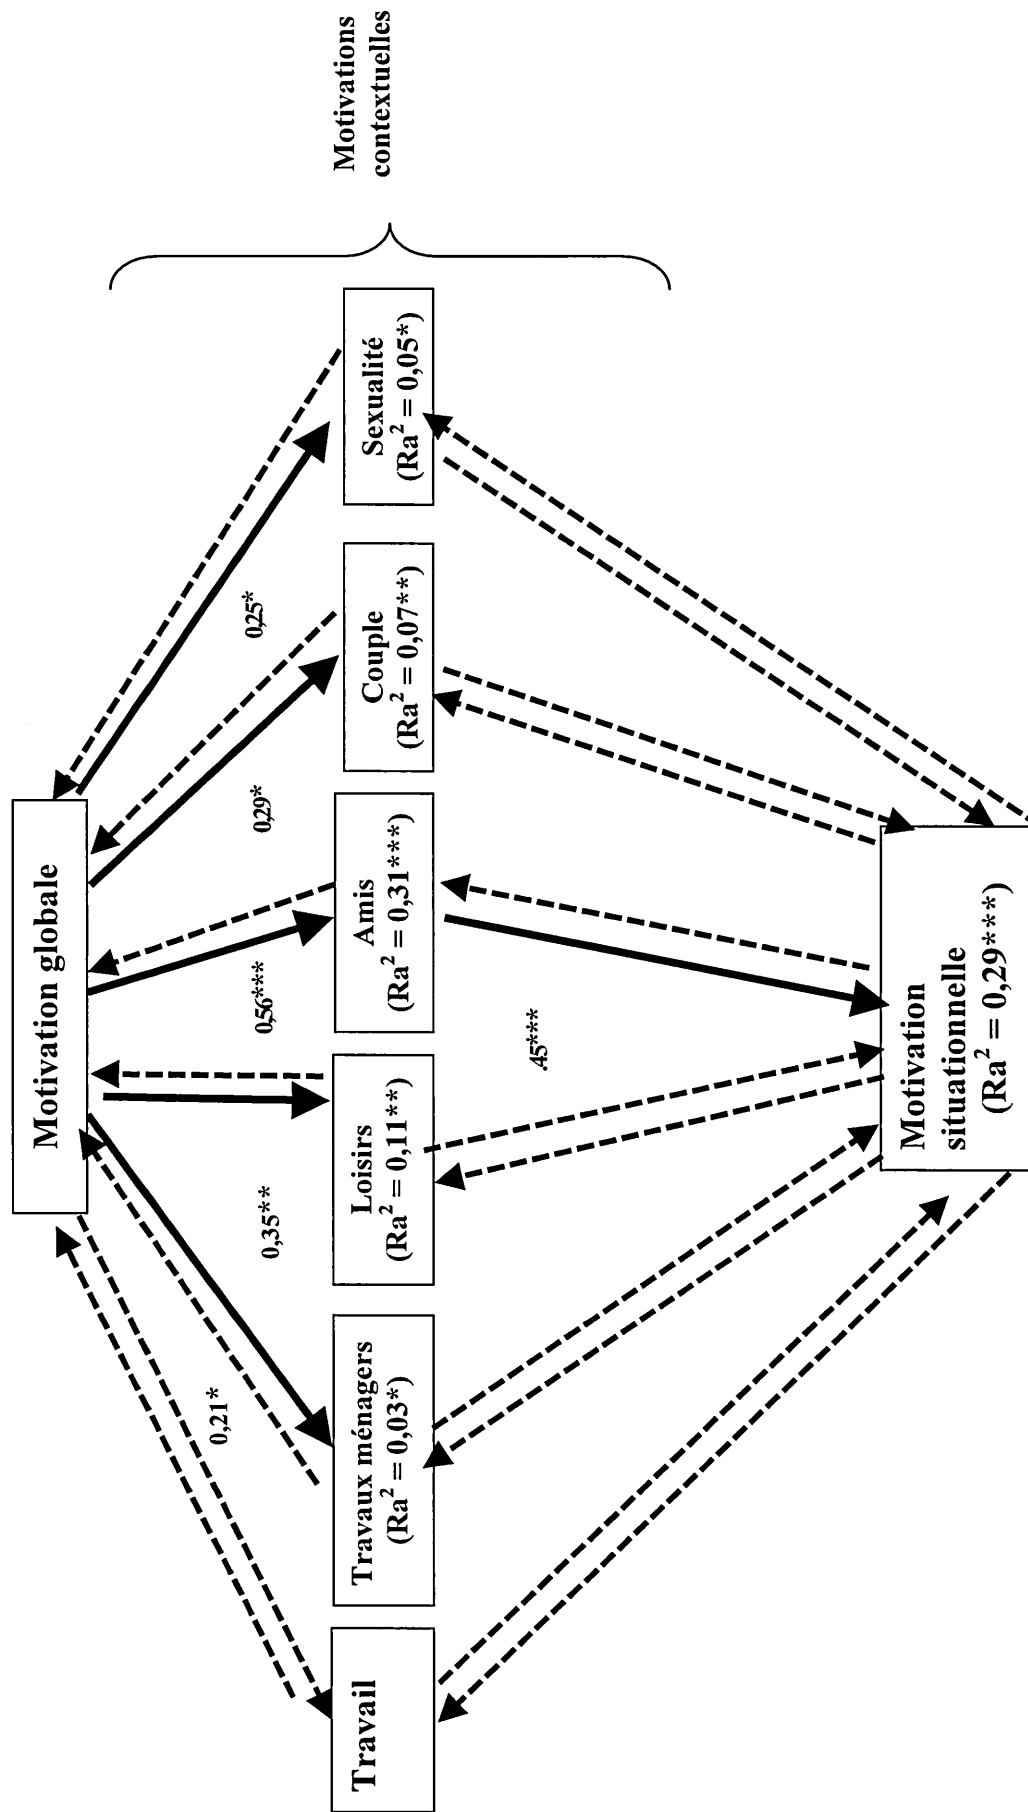 Motivation globale
0,21*
0,35**
0,56***
0,29*
0,25*
Travail
Travaux ménagers
(Ra² = 0,03*)
Loisirs
(Ra² = 0,11**)
Amis
(Ra² = 0,31***)
Couple
(Ra² = 0,07**)
Sexualité
(Ra² = 0,05*)
Motivations
contextuelles
.45***
Motivation
situationnelle
(Ra² = 0,29***)